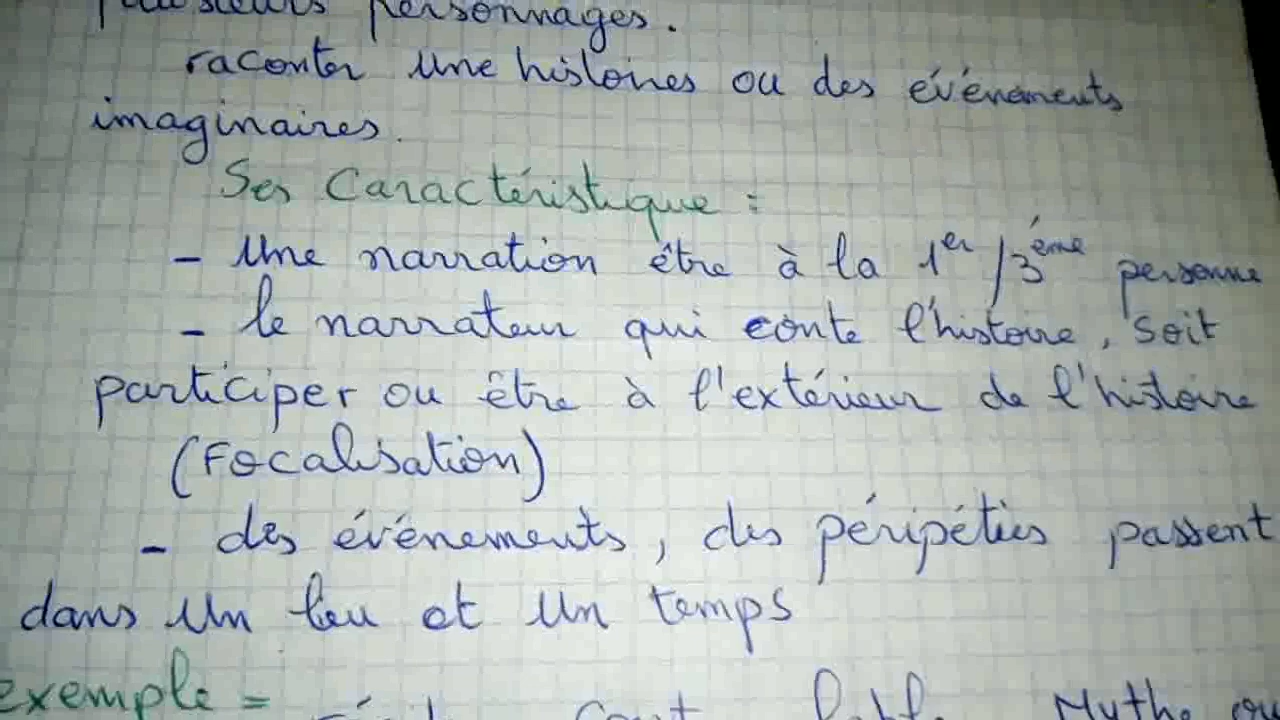 personnages.
raconter une histoires ou des événements
imaginaires.
Ses Caractéristique :
- Une narration être à la 1er /3ème personne
- le narrateur qui conte l'histoire, soit
participer ou être à l'extérieur de l'histoire
(Focalisation)
- des événements, des péripéties passent
dans un lieu et un temps
exemple =